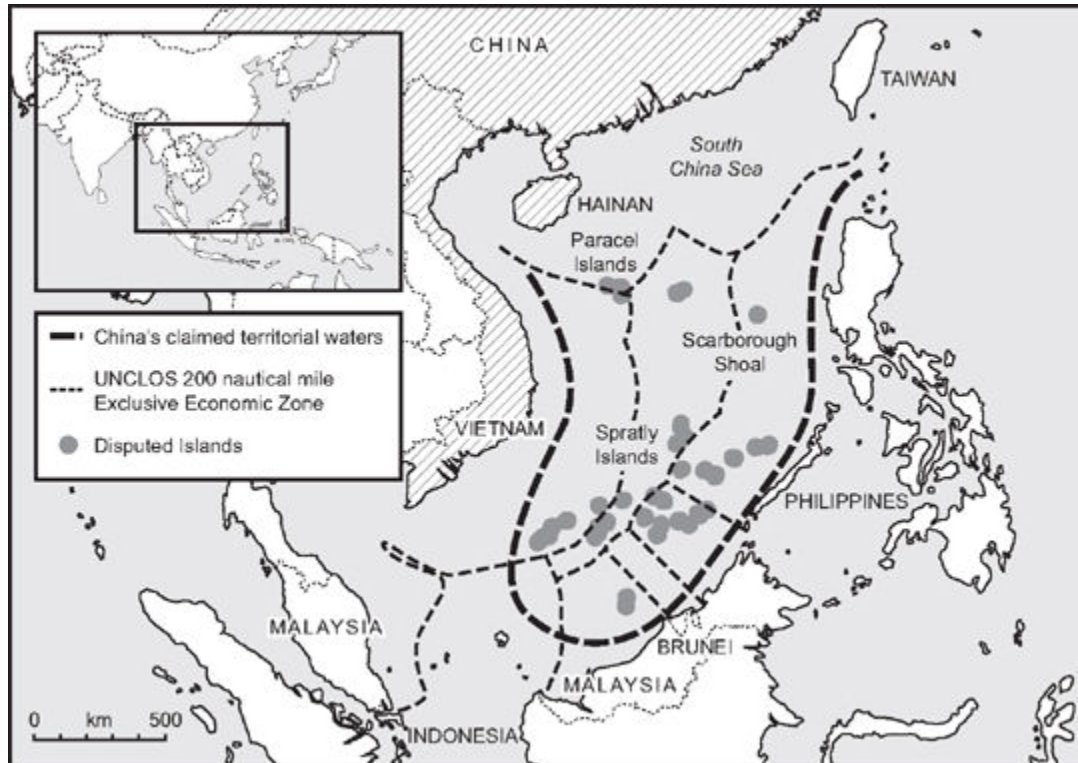 CHINA
TAIWAN
South
China Sea
HAINAN
Paracel
Islands
China's claimed territorial waters
Scarborough
Shoal
UNCLOS 200 nautical mile
Exclusive Economic Zone
VIETNAM
Spratly
Islands
Disputed Islands
PHILIPPINES
MALAYSIA
BRUNEI
MALAYSIA
0 km 500
INDONESIA